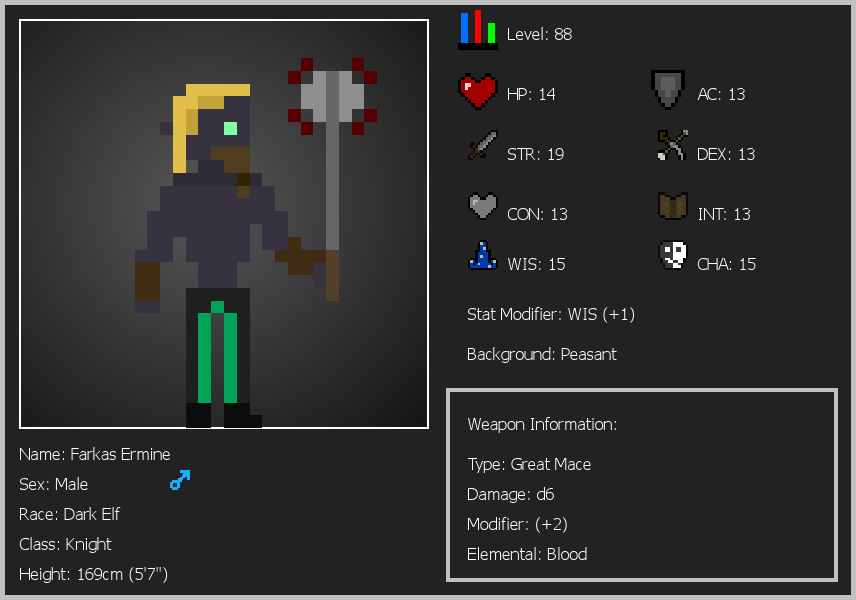 Level: 88
HP: 14
AC: 13
STR: 19
DEX: 13
CON: 13
INT: 13
WIS: 15
CHA: 15
Stat Modifier: WIS (+1)
Background: Peasant
Weapon Information:
Type: Great Mace
Damage: d6
Modifier: (+2)
Elemental: Blood
Name: Farkas Ermine
Sex: Male
Race: Dark Elf
Class: Knight
Height: 169cm (5'7")